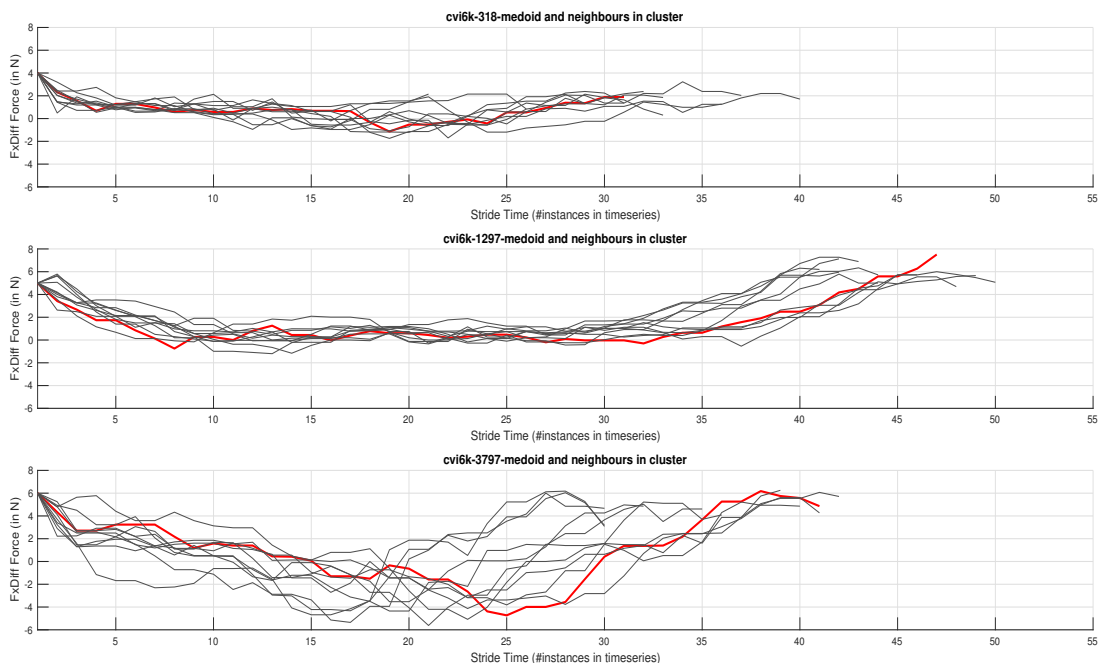 cvi6k-318-medoid and neighbours in cluster
FxDiff Force (in N)
8
6
4
2
0
-2
-4
-6
5 10 15 20 25 30 35 40 45 50 55
Stride Time (#instances in timeseries)
cvi6k-1297-medoid and neighbours in cluster
FxDiff Force (in N)
8
6
4
2
0
-2
-4
-6
5 10 15 20 25 30 35 40 45 50 55
Stride Time (#instances in timeseries)
cvi6k-3797-medoid and neighbours in cluster
FxDiff Force (in N)
8
6
4
2
0
-2
-4
-6
5 10 15 20 25 30 35 40 45 50 55
Stride Time (#instances in timeseries)